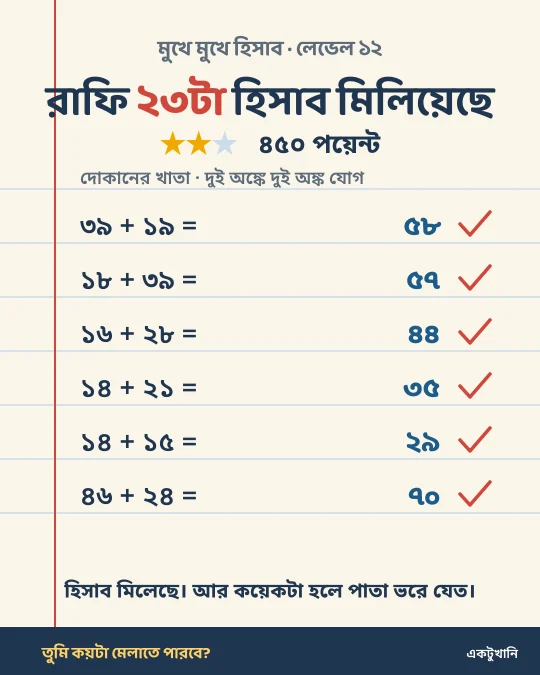 মুখে মুখে হিসাব · লেভেল ১২
রাফি ২৩টা হিসাব মিলিয়েছে
৪৫০ পয়েন্ট
দোকানের খাতা · দুই অঙ্কে দুই অঙ্ক যোগ
৩৯ + ১৯ = ৫৮
১৮ + ৩৯ = ৫৭
১৬ + ২৮ = ৪৪
১৪ + ২১ = ৩৫
১৪ + ১৫ = ২৯
৪৬ + ২৪ = ৭০
হিসাব মিলেছে। আর কয়েকটা হলে পাতা ভরে যেত।
তুমি কয়টা মেলাতে পারবে?
একটুখানি